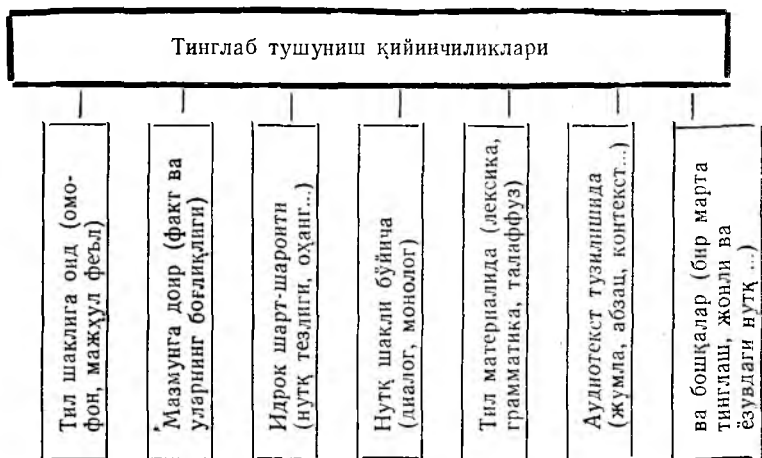 Тинглаб тушуниш қийинчиликлари
Тил шаклига оид (омо-
фон, мажҳул феъл)
Мазмунга доир (факт ва
уларнинг боғлиқлиги)
Идрок шарт-шароити
(нутқ тезлиги, оҳанг...)
Нутқ шакли бўйича
(диалог, монолог)
Тил материалида (лексика,
грамматика, талаффуз)
Аудиотекст тузилишида
(жумла, абзац, контекст...)
ва бошқалар (бир марта
тинглаш, жонли ва
ёзувдаги нутқ ...)